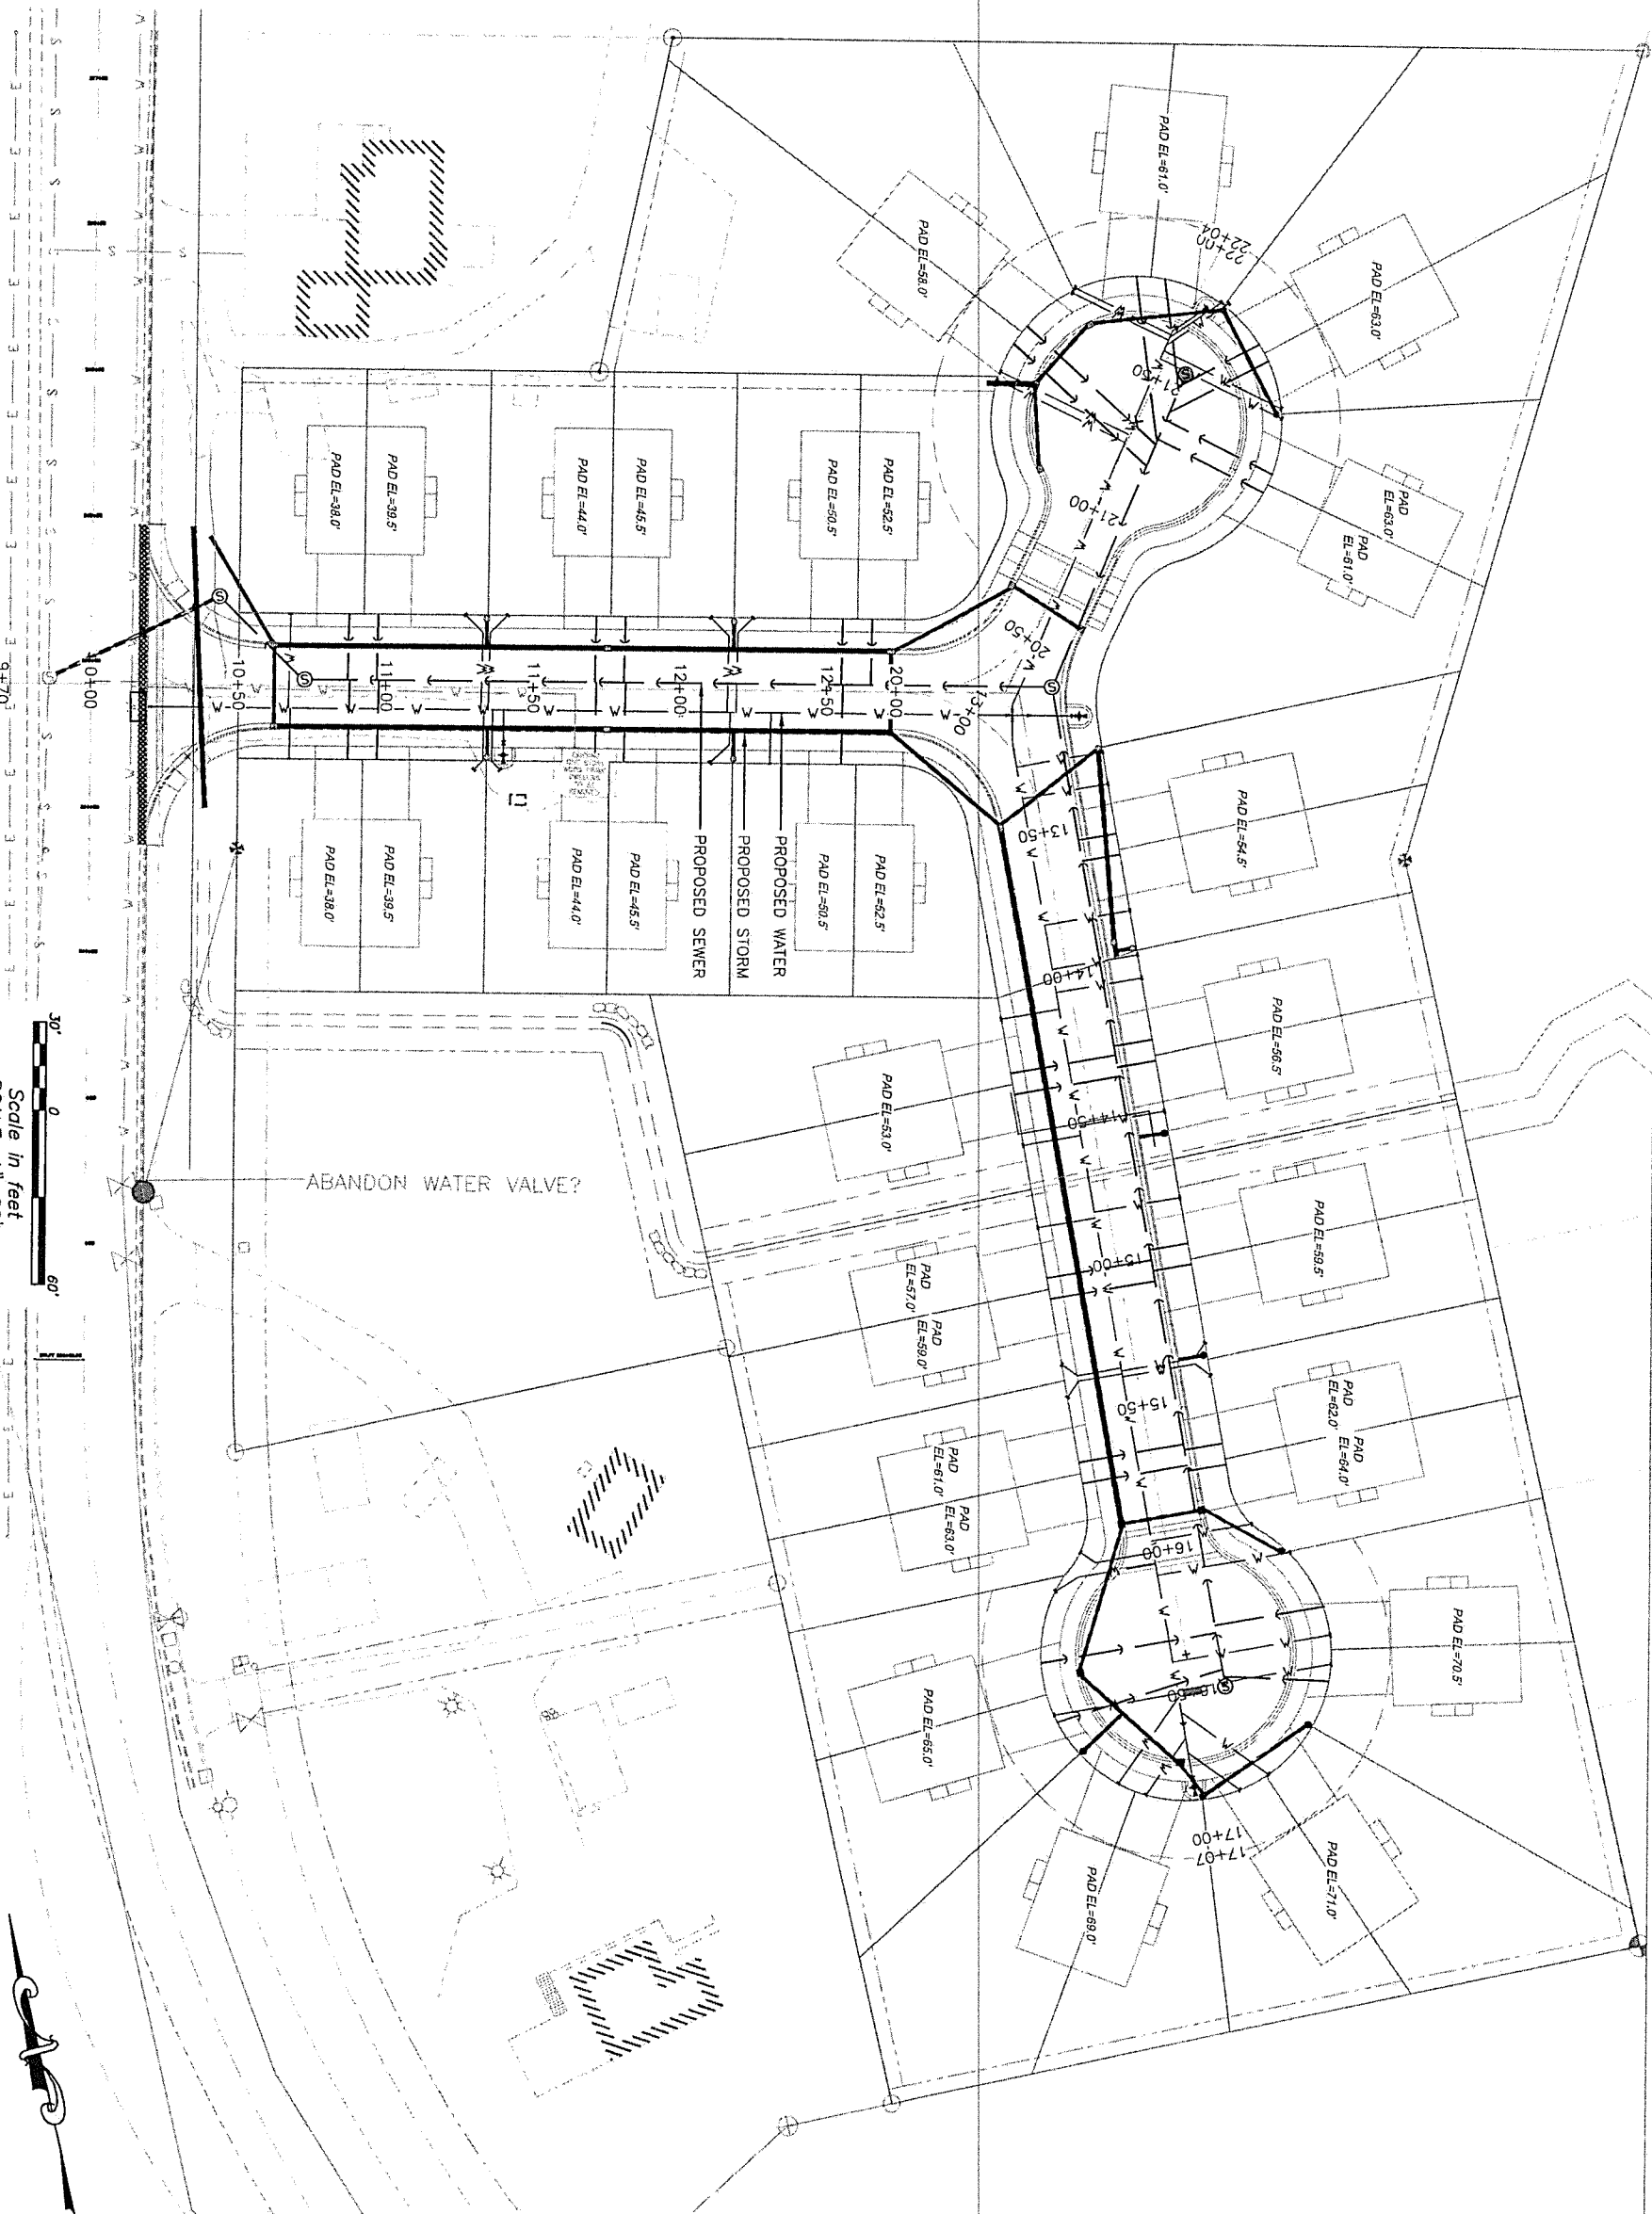 PAD EL=61.0'
PAD EL=63.0'
PAD EL=58.0'
22+00
22+04
21+50
21+00
20+50
20+00
PAD
EL=63.0'
PAD
EL=61.0'
PAD EL=38.0'
PAD EL=39.5'
PAD EL=44.0'
PAD EL=45.5'
PAD EL=50.5'
PAD EL=52.5'
9+70
10+00
10+50
11+00
11+50
12+00
12+50
13+00
13+50
14+00
14+50
15+00
15+50
16+00
16+50
17+00
17+07
PAD EL=38.0'
PAD EL=39.5'
PAD EL=44.0'
PAD EL=45.5'
PAD EL=50.5'
PAD EL=52.5'
PROPOSED SEWER
PROPOSED STORM
PROPOSED WATER
PAD EL=54.5'
PAD EL=56.5'
PAD EL=59.5'
PAD
EL=62.0'
PAD
EL=64.0'
PAD EL=70.5'
PAD EL=71.0'
PAD EL=69.0'
PAD EL=65.0'
PAD
EL=61.0'
PAD
EL=63.0'
PAD
EL=57.0'
PAD
EL=59.0'
PAD EL=53.0'
ABANDON WATER VALVE?
30'
0
60'
Scale in feet